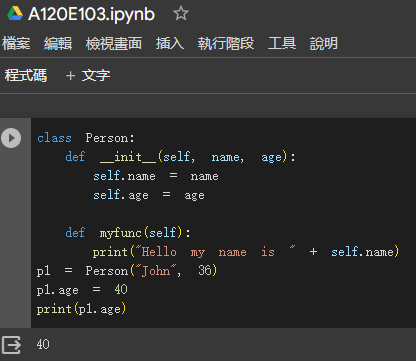 A120E103.ipynb
檔案 編輯 檢視畫面 插入 執行階段 工具 說明
程式碼 + 文字
class Person:
    def __init__(self, name, age):
        self.name = name
        self.age = age

    def myfunc(self):
        print("Hello my name is " + self.name)
p1 = Person("John", 36)
p1.age = 40
print(p1.age)
40